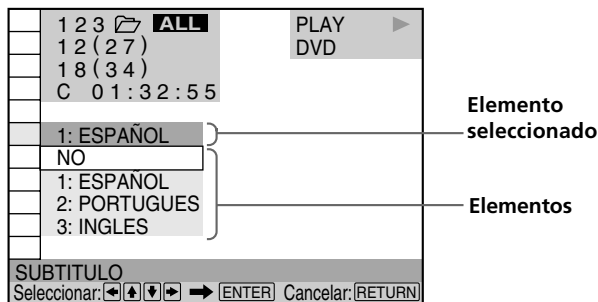 123 ALL PLAY
12(27) DVD
18(34)
C 01:32:55
Elemento
seleccionado
1: ESPAÑOL
NO
1: ESPAÑOL
2: PORTUGUES
3: INGLES
Elementos
SUBTITULO
Seleccionar: ENTER Cancelar: RETURN